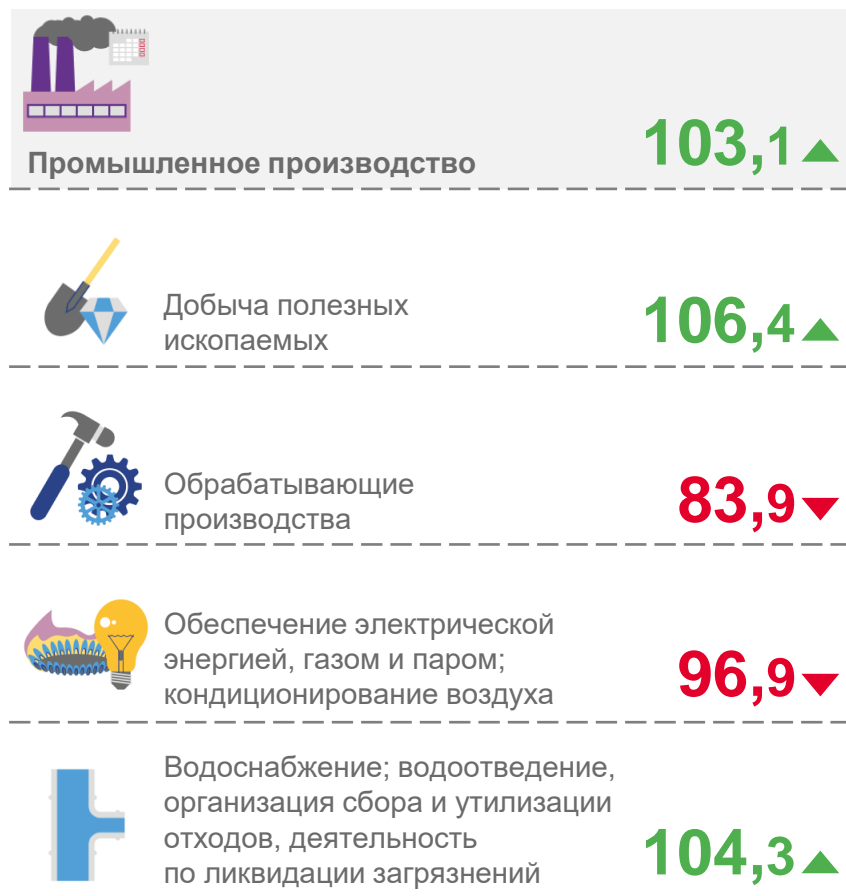 Промышленное производство
103,1
Добыча полезных
ископаемых
106,4
Обрабатывающие
производства
83,9
Обеспечение электрической
энергией, газом и паром;
кондиционирование воздуха
96,9
Водоснабжение; водоотведение,
организация сбора и утилизации
отходов, деятельность
по ликвидации загрязнений
104,3